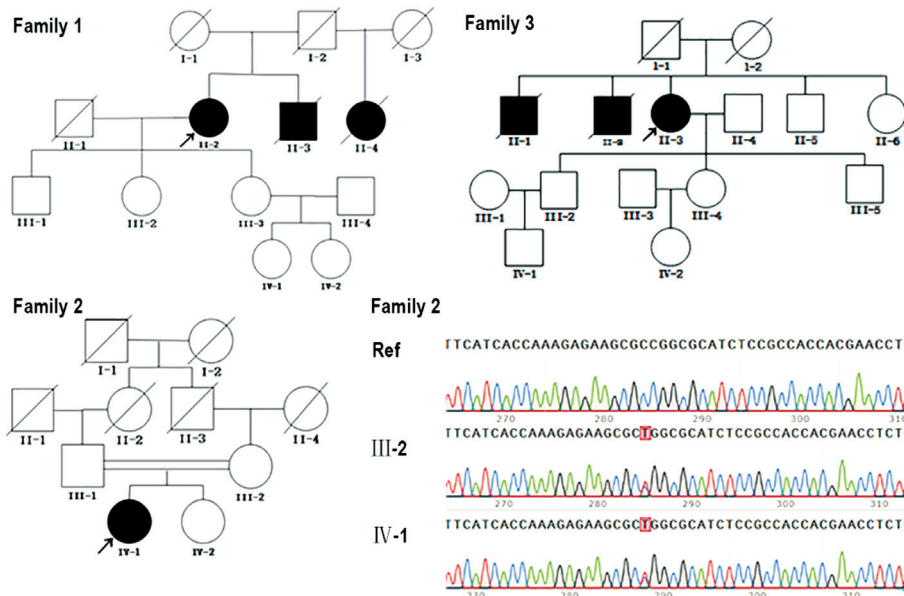 Family 1
I-1
I-2
I-3
II-1
II-2
II-3
II-4
III-1
III-2
III-3
III-4
IV-1
IV-2
Family 3
I-1
I-2
II-1
II-2
II-3
II-4
II-5
II-6
III-1
III-2
III-3
III-4
III-5
IV-1
IV-2
Family 2
I-1
I-2
II-1
II-2
II-3
II-4
III-1
III-2
IV-1
IV-2
Family 2
Ref
TTCATCACCAAAGAGAAGCGCCGGCGCATCTCCGCCACCACGAACCT
270 280 290 300 310
III-2
TTCATCACCAAAGAGAAGCGCTGGCGCATCTCCGCCACCACGAACCTCT
270 280 290 300 310
IV-1
TTCATCACCAAAGAGAAGCGCTGGCGCATCTCCGCCACCACGAACCTCT
280 290 300 310